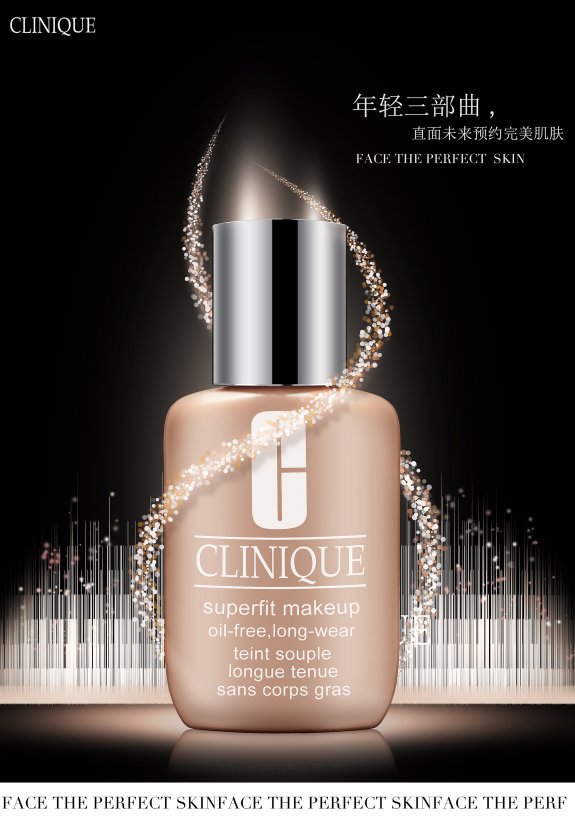 CLINIQUE
年轻三部曲，
直面未来预约完美肌肤
FACE THE PERFECT SKIN
CLINIQUE
superfit makeup
oil-free,long-wear
teint souple
longue tenue
sans corps gras
FACE THE PERFECT SKINFACE THE PERFECT SKINFACE THE PERF